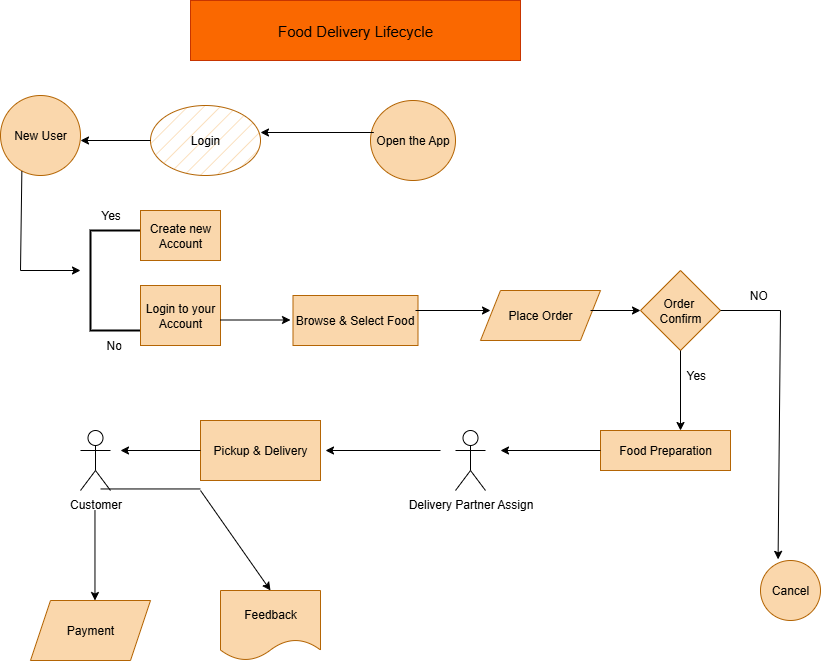 Food Delivery Lifecycle
New User
Login
Open the App
Yes
Create new
Account
Login to your
Account
No
Browse & Select Food
Place Order
Order
Confirm
NO
Yes
Food Preparation
Delivery Partner Assign
Pickup & Delivery
Customer
Payment
Feedback
Cancel